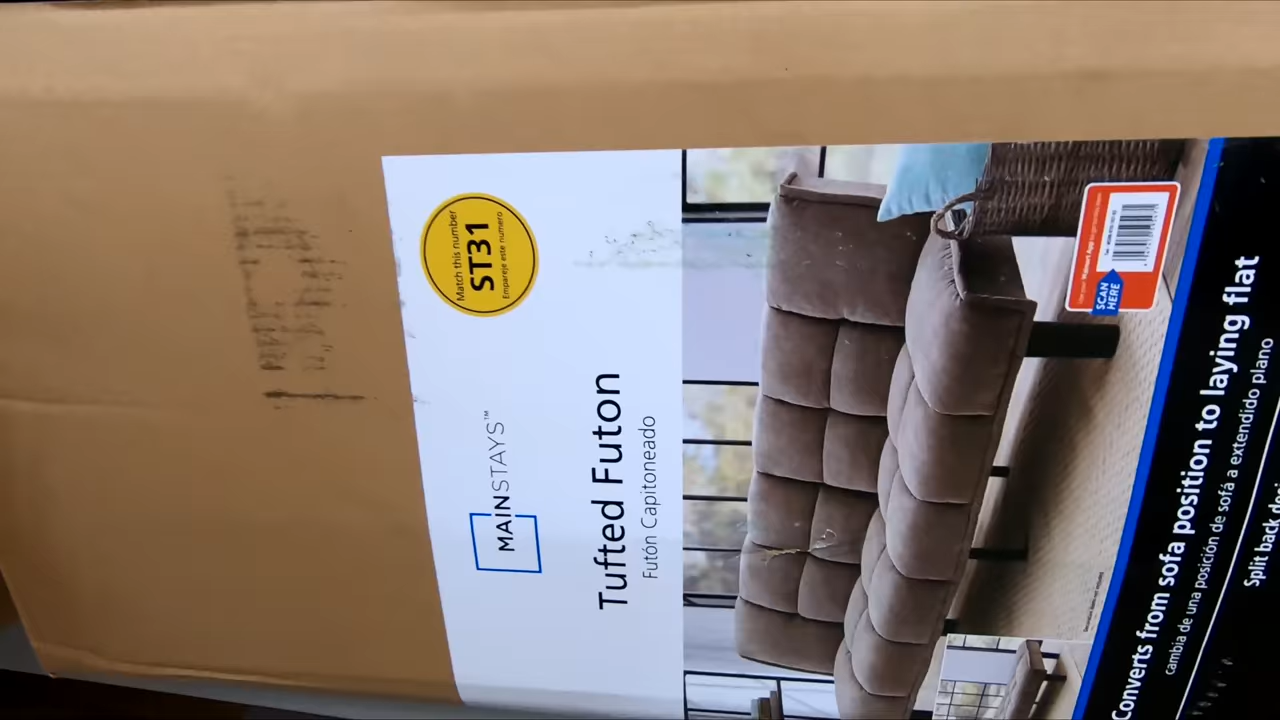 MAINSTAYS™
Match this number
ST31
Empareje este numero
Tufted Futon
Futón Capitoneado
SCAN
HERE
Converts from sofa position to laying flat
cambia de una posición de sofá a extendido plano
Split back